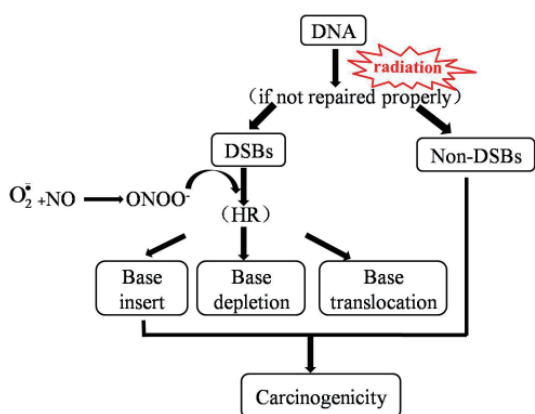 DNA
radiation
(if not repaired properly)
DSBs
Non-DSBs
O₂•̄ +NO
ONOO⁻
(HR)
Base
insert
Base
depletion
Base
translocation
Carcinogenicity